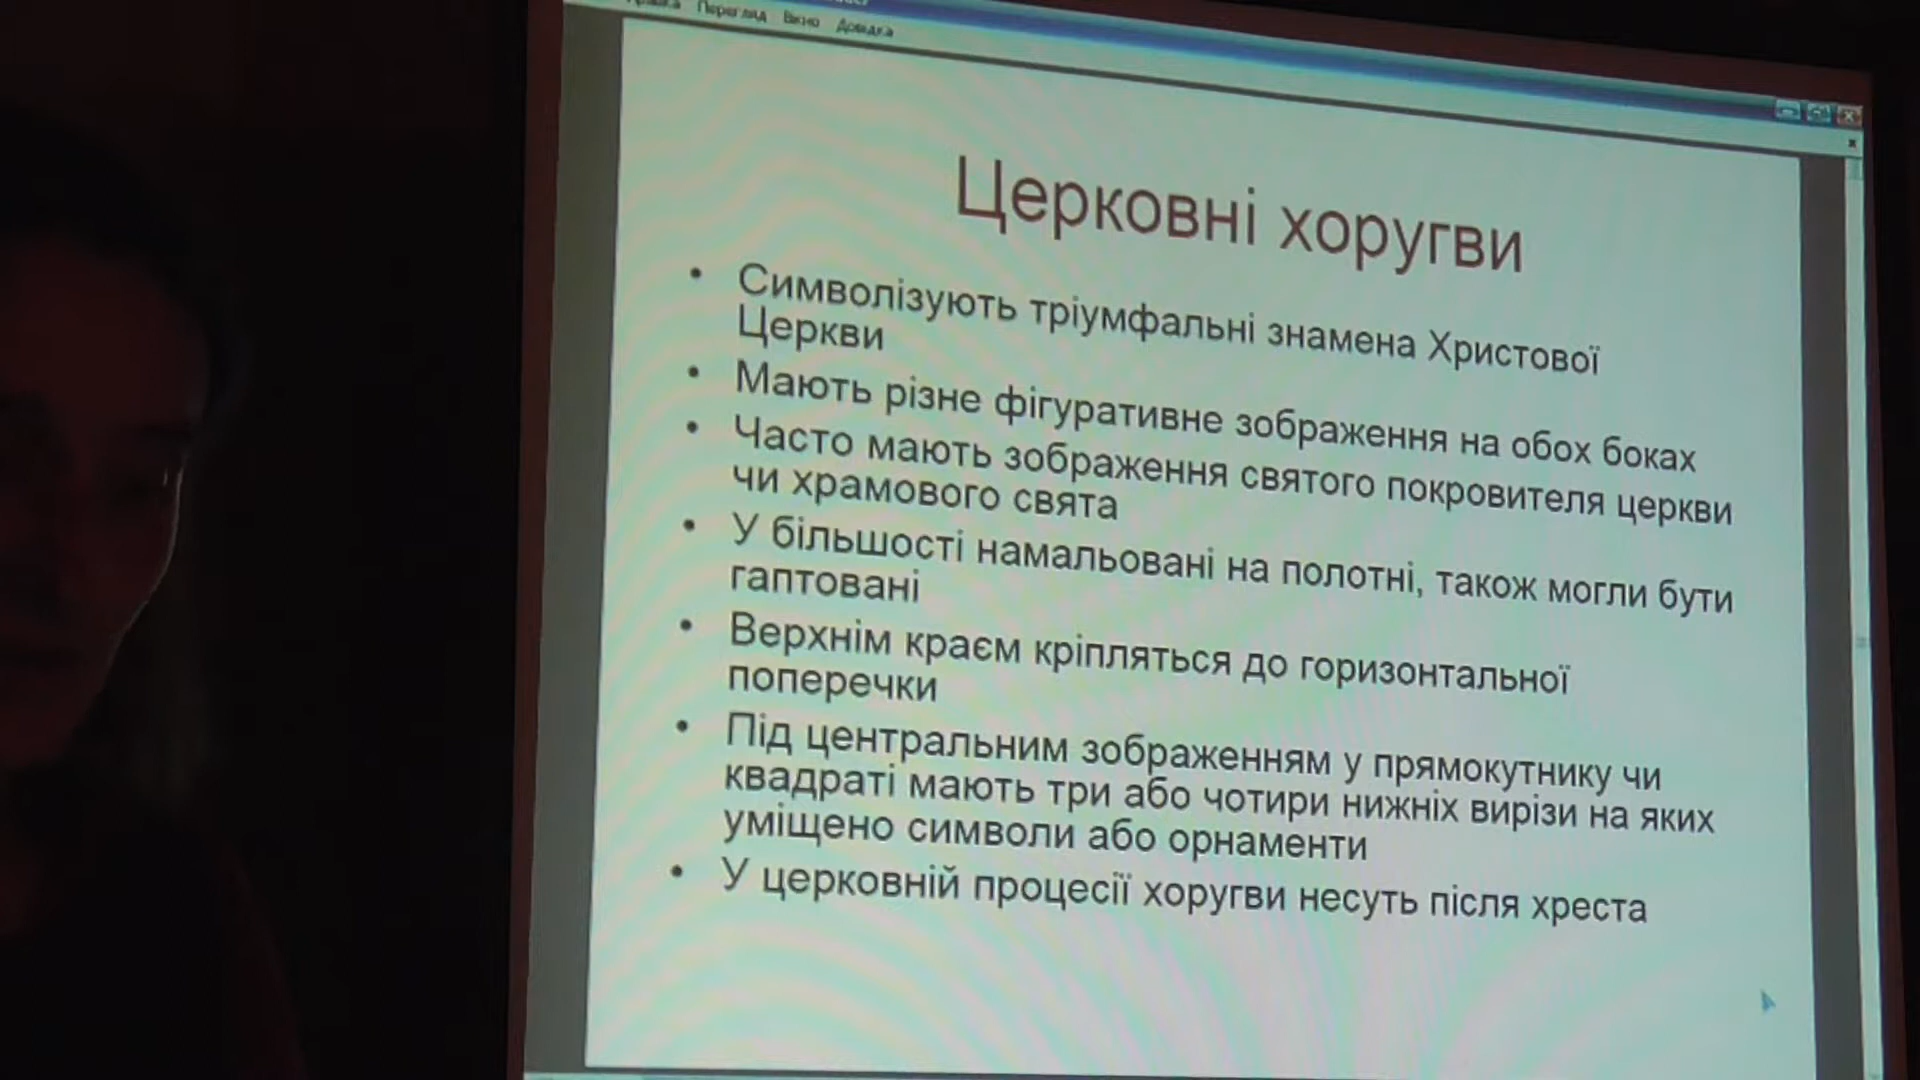 Перегляд Вікно Довідка
Церковні хоругви
• Символізують тріумфальні знамена Христової
Церкви
• Мають різне фігуративне зображення на обох боках
• Часто мають зображення святого покровителя церкви
чи храмового свята
• У більшості намальовані на полотні, також могли бути
гаптовані
• Верхнім краєм кріпляться до горизонтальної
поперечки
• Під центральним зображенням у прямокутнику чи
квадраті мають три або чотири нижніх вирізи на яких
уміщено символи або орнаменти
• У церковній процесії хоругви несуть після хреста